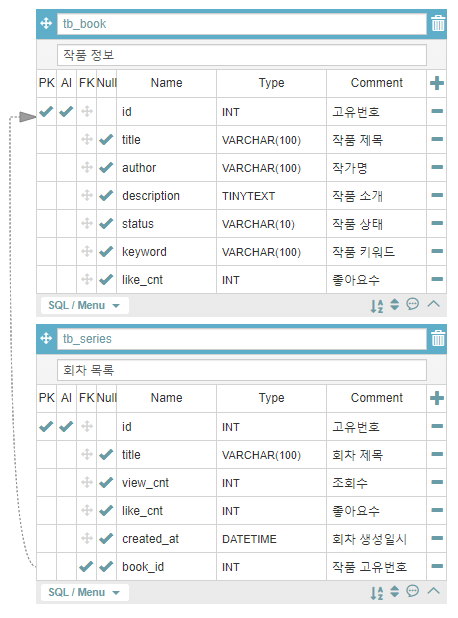 tb_book
작품 정보
PK AI FK Null Name Type Comment
id INT 고유번호
title VARCHAR(100) 작품 제목
author VARCHAR(100) 작가명
description TINYTEXT 작품 소개
status VARCHAR(10) 작품 상태
keyword VARCHAR(100) 작품 키워드
like_cnt INT 좋아요수
SQL / Menu
tb_series
회차 목록
PK AI FK Null Name Type Comment
id INT 고유번호
title VARCHAR(100) 회차 제목
view_cnt INT 조회수
like_cnt INT 좋아요수
created_at DATETIME 회차 생성일시
book_id INT 작품 고유번호
SQL / Menu